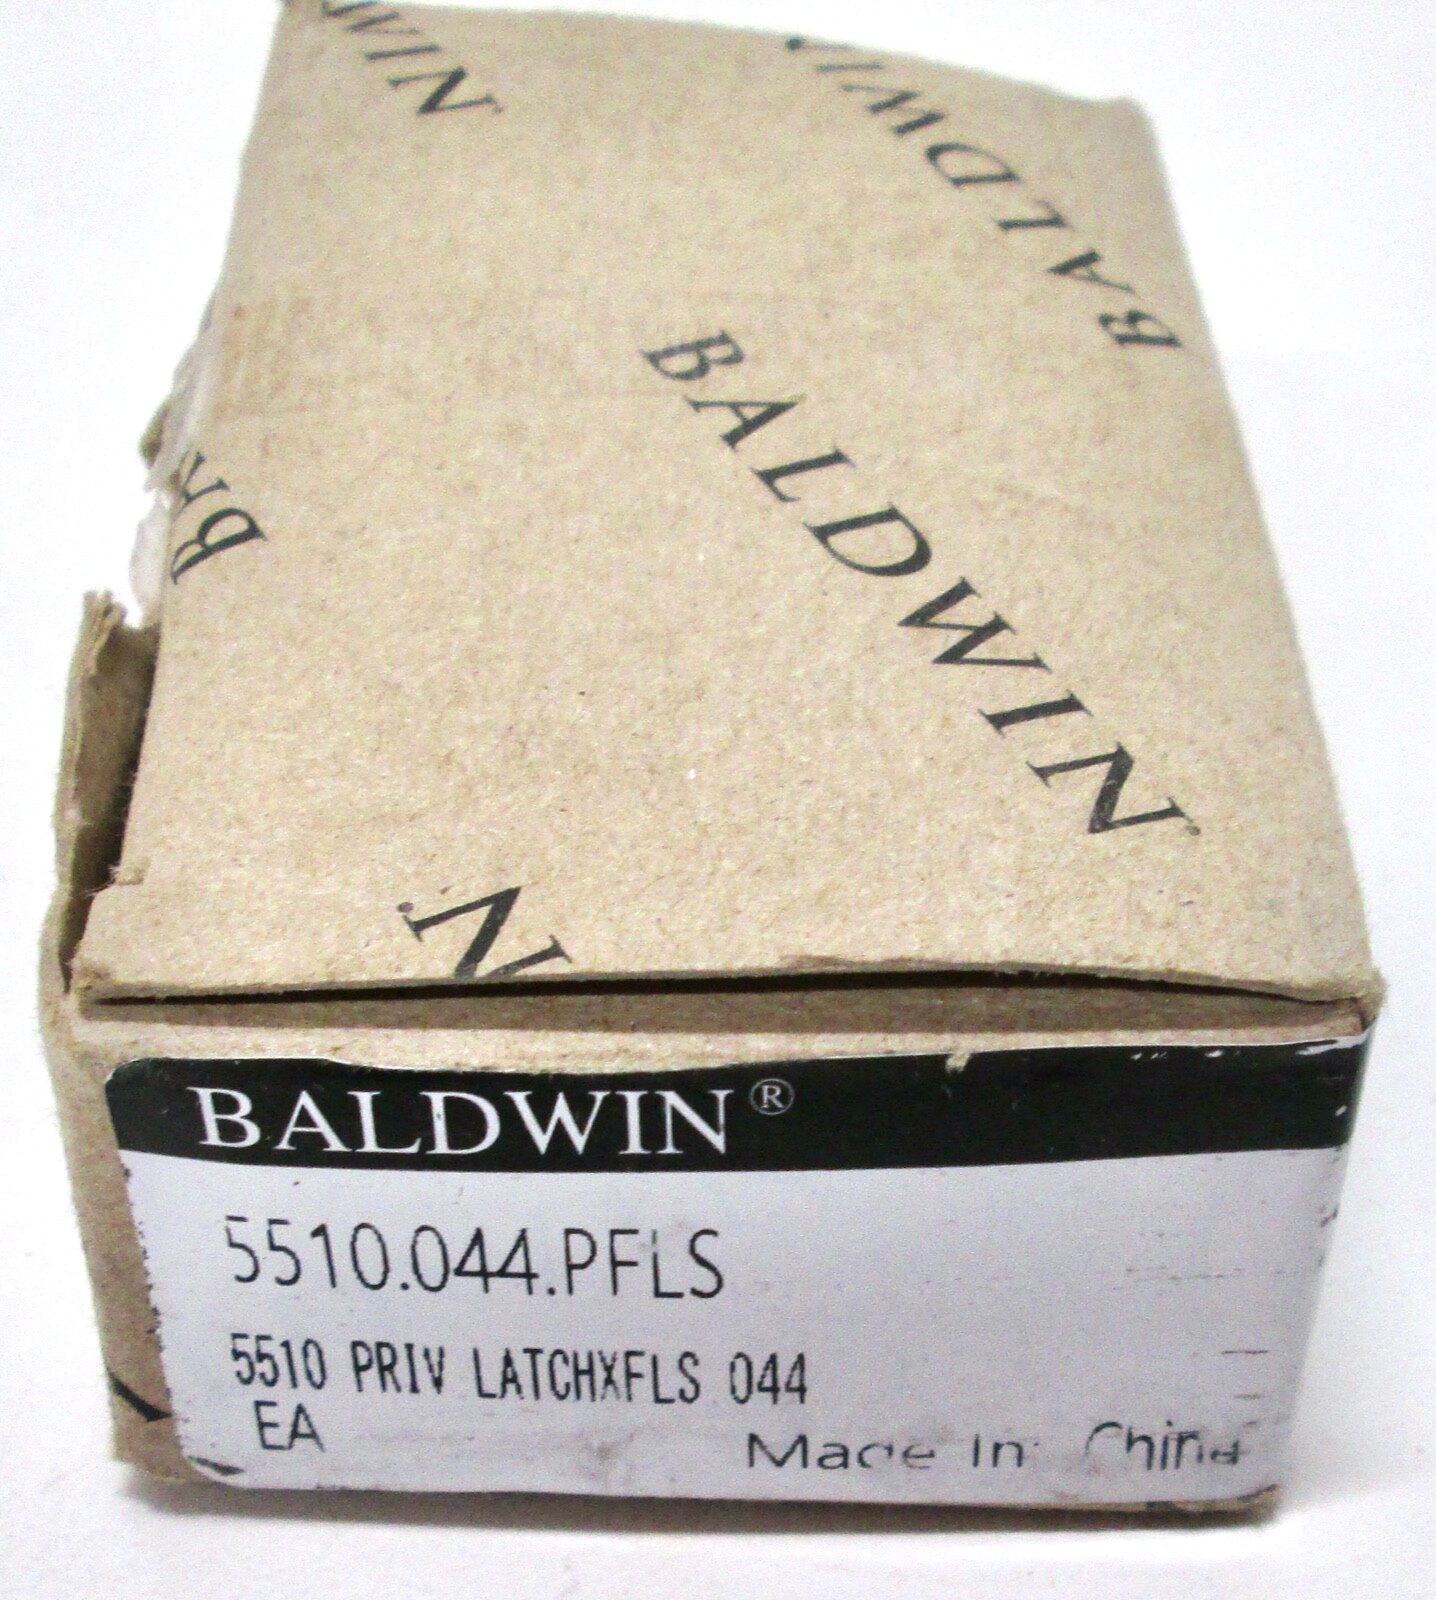 BALDWIN
BALDWIN
BALDWIN®
5510.044.PFLS
5510 PRIV LATCHXFLS 044
EA
Made In China